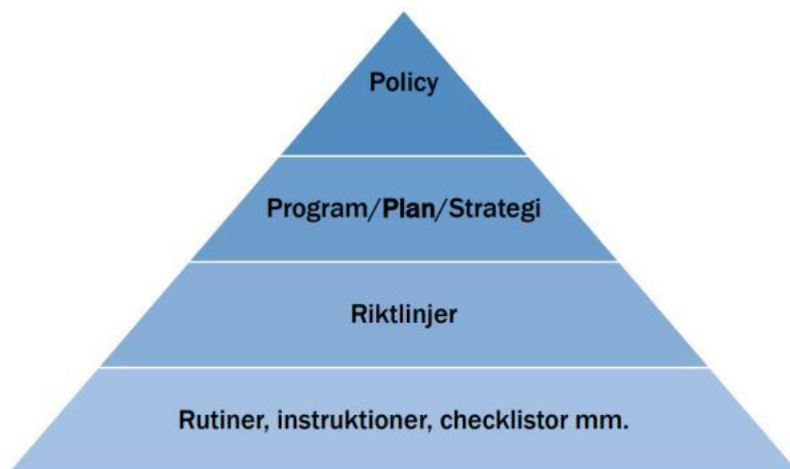 Policy
Program/Plan/Strategi
Riktlinjer
Rutiner, instruktioner, checklistor mm.